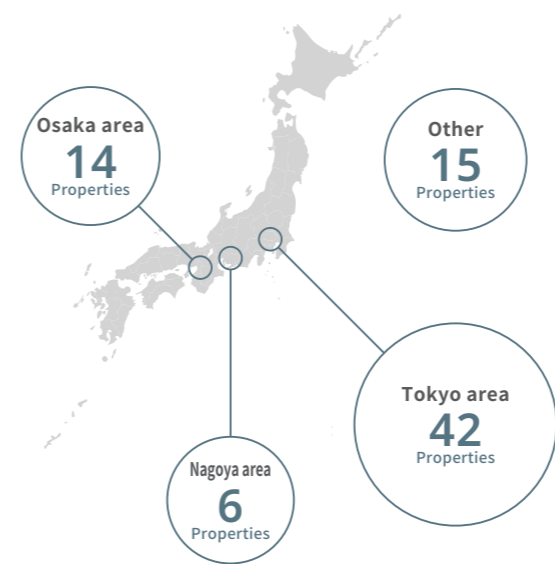 Osaka area
14
Properties
Other
15
Properties
Tokyo area
42
Properties
Nagoya area
6
Properties